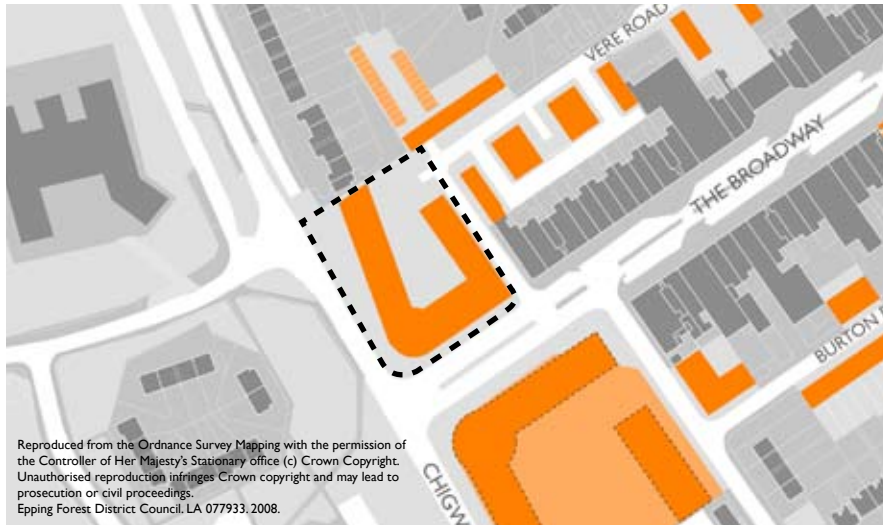 VERE ROAD
THE BROADWAY
BURTON
CHIGW
Reproduced from the Ordnance Survey Mapping with the permission of
the Controller of Her Majesty's Stationary office (c) Crown Copyright.
Unauthorised reproduction infringes Crown copyright and may lead to
prosecution or civil proceedings.
Epping Forest District Council. LA 077933. 2008.